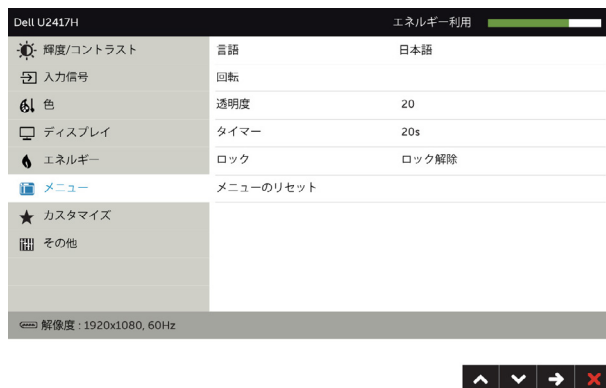 Dell U2417H エネルギー利用
輝度/コントラスト 言語 日本語
入力信号 回転
色 透明度 20
ディスプレイ タイマー 20s
エネルギー ロック ロック解除
メニュー メニューのリセット
カスタマイズ
その他
解像度 : 1920x1080, 60Hz